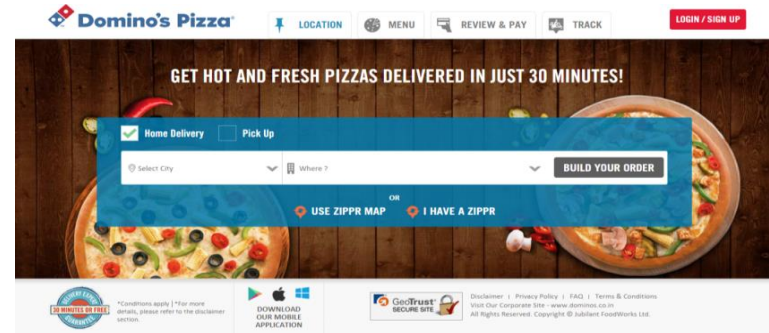 Domino's Pizza
LOCATION
MENU
REVIEW & PAY
TRACK
LOGIN / SIGN UP
GET HOT AND FRESH PIZZAS DELIVERED IN JUST 30 MINUTES!
Home Delivery
Pick Up
Select City
Where ?
BUILD YOUR ORDER
OR
USE ZIPPR MAP
I HAVE A ZIPPR
DELIVERY EXPERT
30 MINUTES OR FREE
GUARANTEE
*Conditions apply | *For more
details, please refer to the disclaimer
section.
DOWNLOAD
OUR MOBILE
APPLICATION
GeoTrust
SECURE SITE
Disclaimer | Privacy Policy | FAQ | Terms & Conditions
Visit Our Corporate Site - www.dominos.co.in
All Rights Reserved. Copyright © Jubilant FoodWorks Ltd.